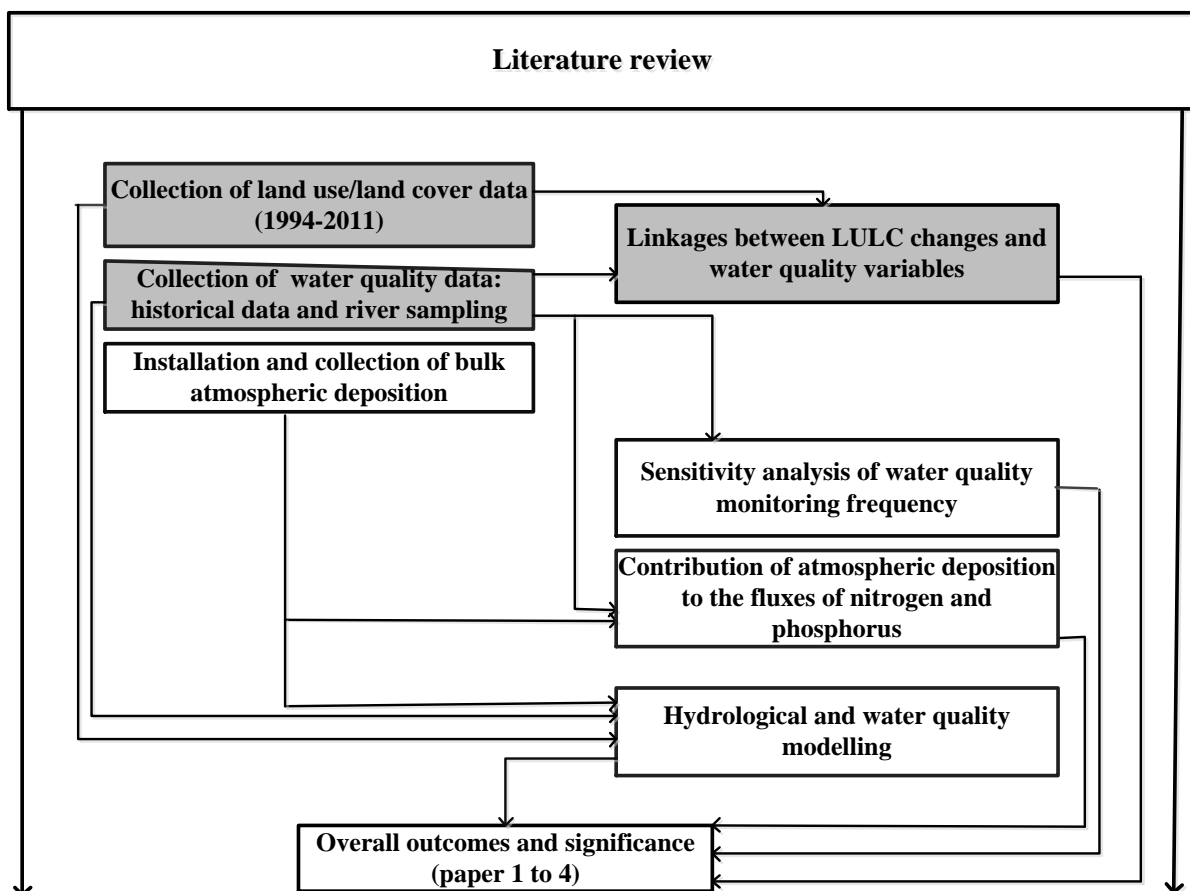 Literature review
Collection of land use/land cover data
(1994-2011)
Linkages between LULC changes and
water quality variables
Collection of water quality data:
historical data and river sampling
Installation and collection of bulk
atmospheric deposition
Sensitivity analysis of water quality
monitoring frequency
Contribution of atmospheric deposition
to the fluxes of nitrogen and
phosphorus
Hydrological and water quality
modelling
Overall outcomes and significance
(paper 1 to 4)